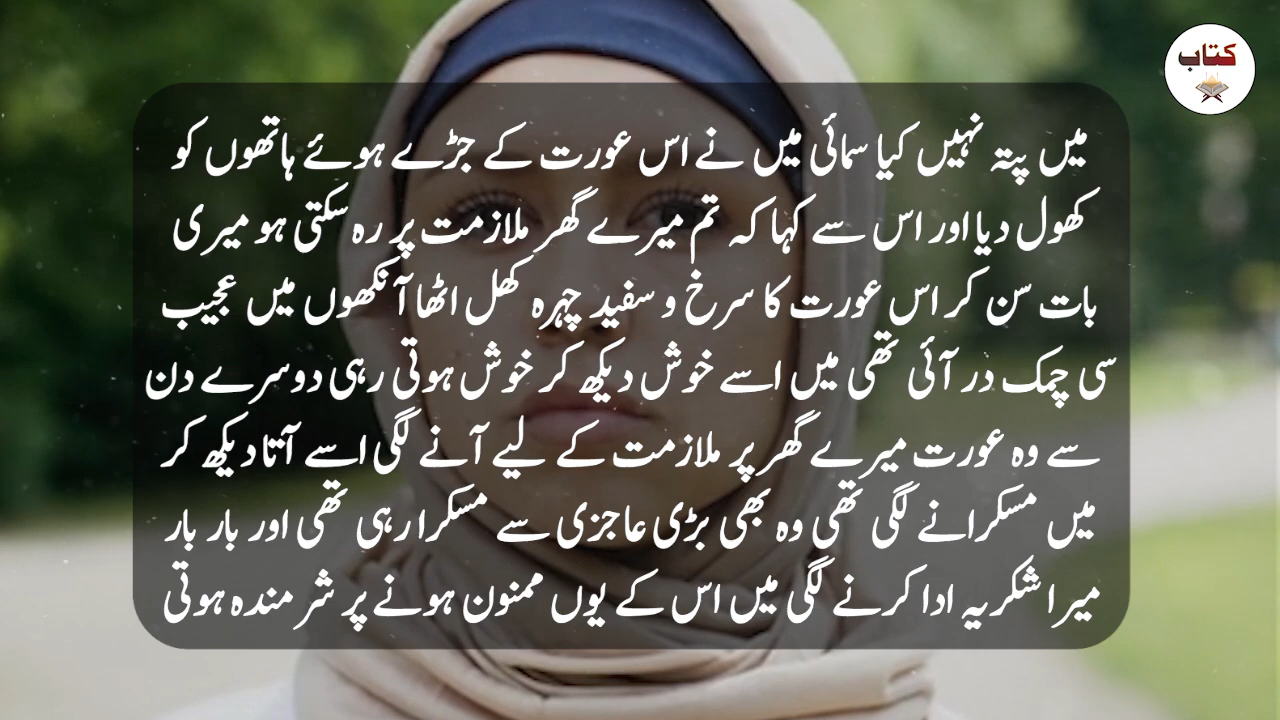 کتاب
میں پتہ نہیں کیا سمائی میں نے اس عورت کے جڑے ہوئے ہاتھوں کو
کھول دیا اور اس سے کہا کہ تم میرے گھر ملازمت پر رہ سکتی ہو میری
بات سن کر اس عورت کا سرخ و سفید چہرہ کھل اٹھا آنکھوں میں عجیب
سی چمک در آئی تھی میں اسے خوش دیکھ کر خوش ہوتی رہی دوسرے دن
سے وہ عورت میرے گھر پر ملازمت کے لیے آنے لگی اسے آتا دیکھ کر
میں مسکرانے لگی تھی وہ بھی بڑی عاجزی سے مسکرا رہی تھی اور بار بار
میرا شکریہ ادا کرنے لگی میں اس کے یوں ممنون ہونے پر شرمندہ ہوتی